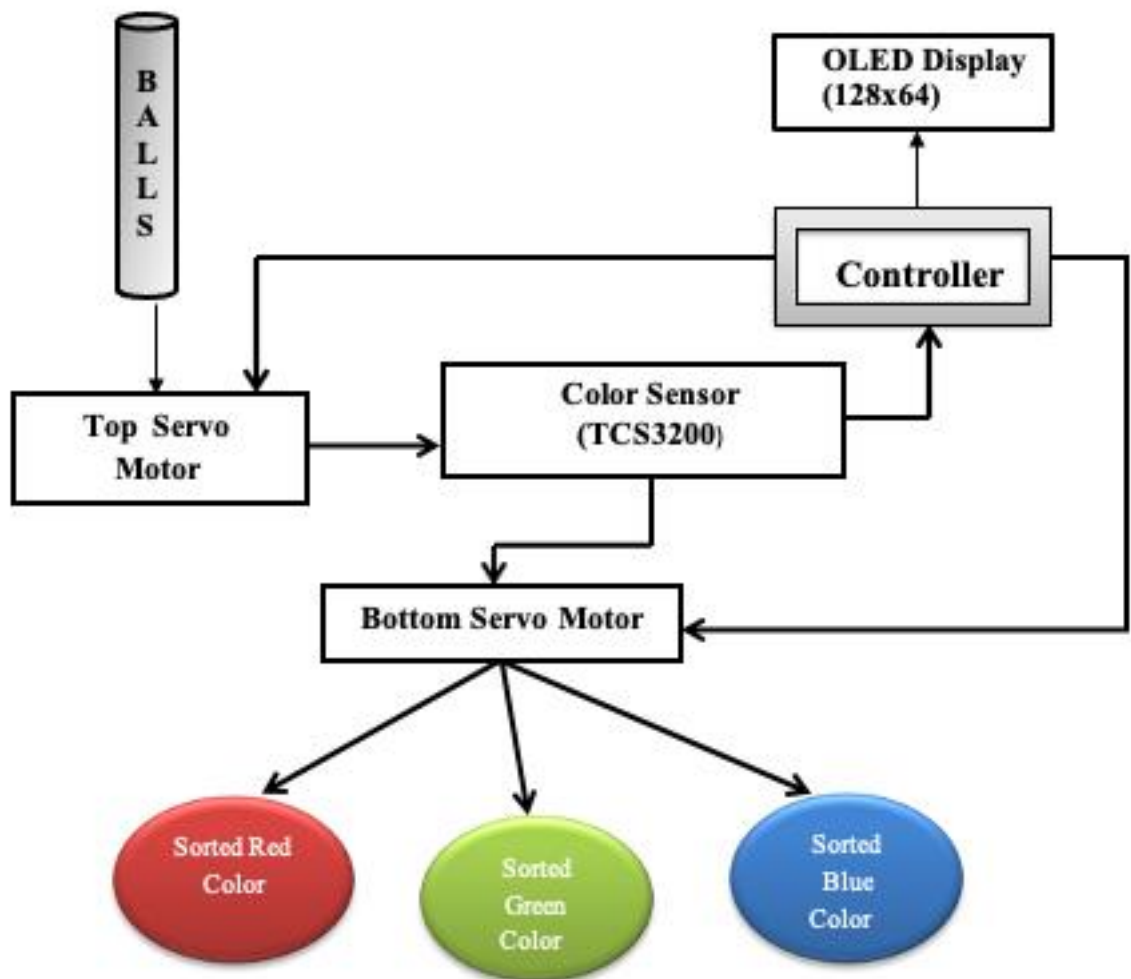 BALLS
OLED Display
(128x64)
Controller
Color Sensor
(TCS3200)
Top Servo
Motor
Bottom Servo Motor
Sorted Red
Color
Sorted
Green
Color
Sorted
Blue
Color